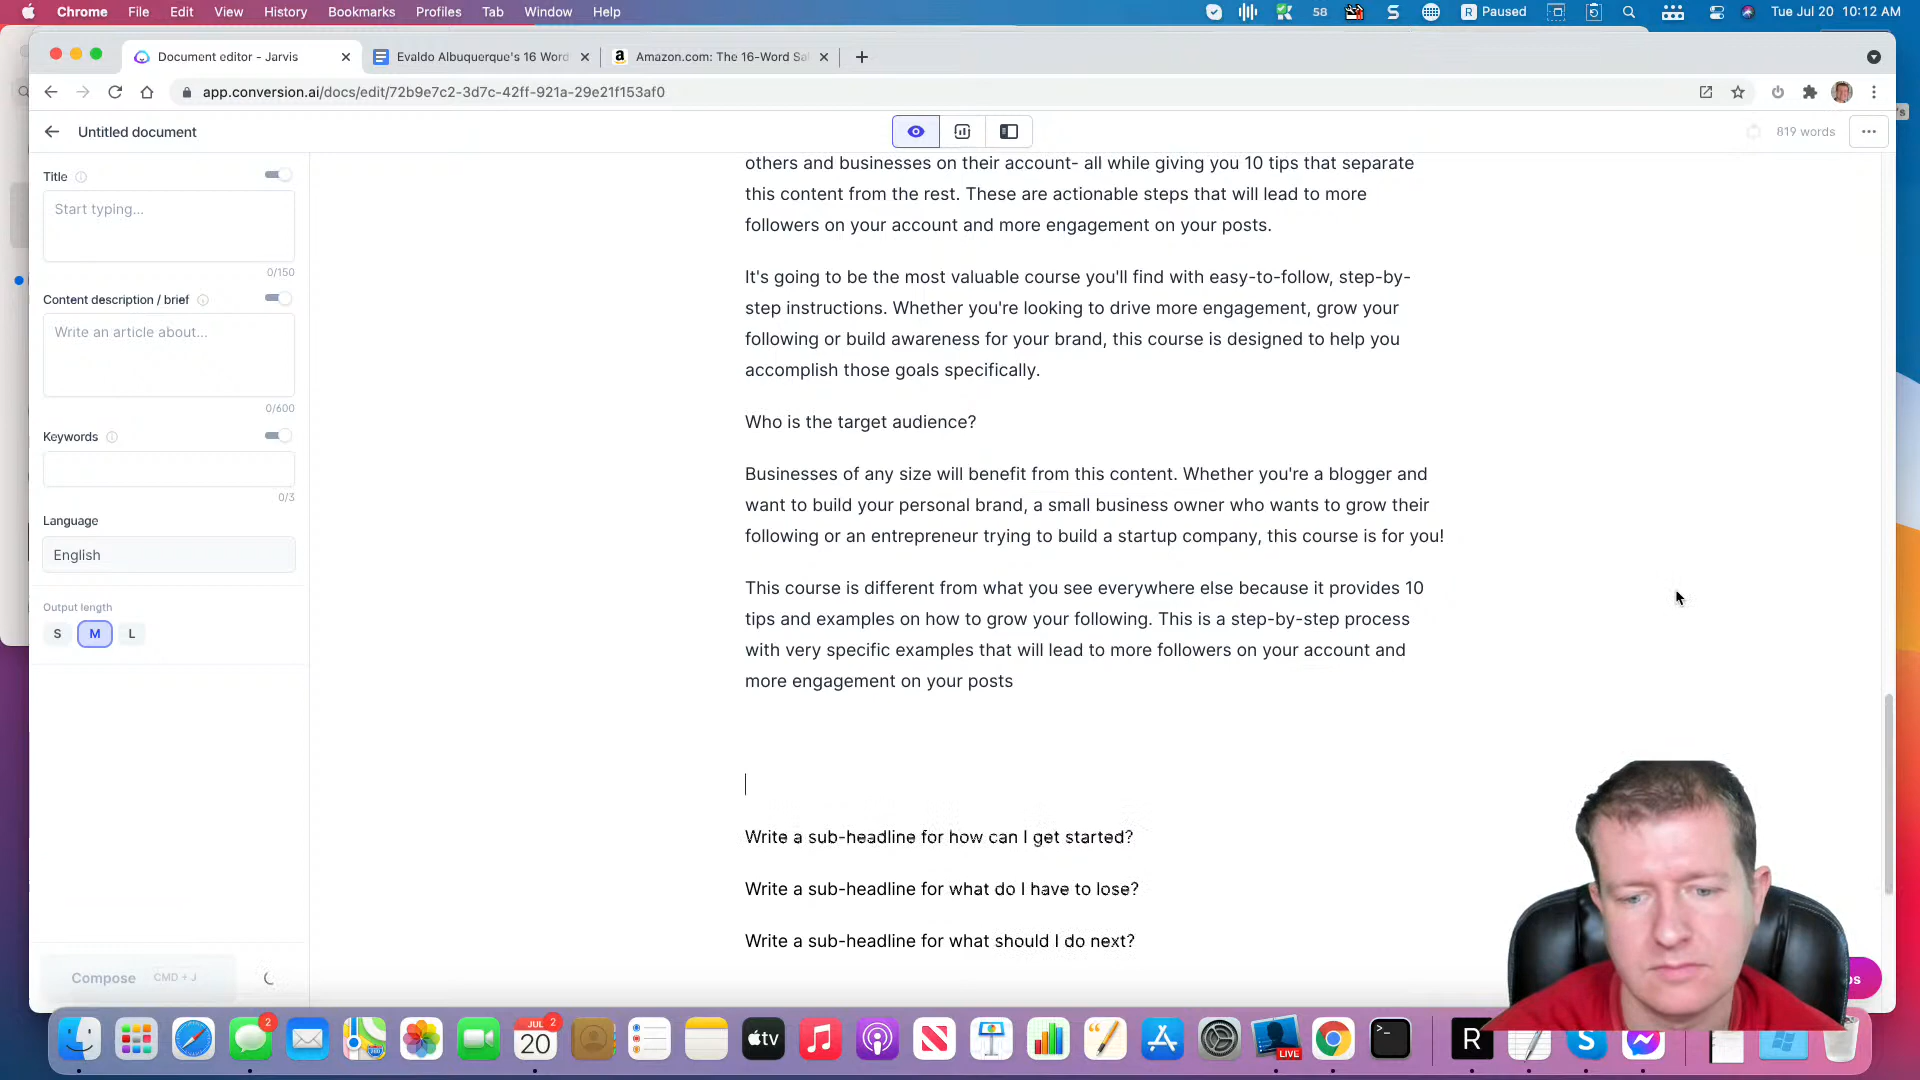 Chrome File Edit View History Bookmarks Profiles Tab Window Help
58 R Paused Tue Jul 20 10:12 AM
Document editor - Jarvis
Evaldo Albuquerque's 16 Word
Amazon.com: The 16-Word Sal
app.conversion.ai/docs/edit/72b9e7c2-3d7c-42ff-921a-29e21f153af0
Untitled document
819 words
Title
Start typing...
0/150
Content description / brief
Write an article about...
0/600
Keywords
0/3
Language
English
Output length
S M L
Compose CMD + J
others and businesses on their account- all while giving you 10 tips that separate
this content from the rest. These are actionable steps that will lead to more
followers on your account and more engagement on your posts.
It's going to be the most valuable course you'll find with easy-to-follow, step-by-
step instructions. Whether you're looking to drive more engagement, grow your
following or build awareness for your brand, this course is designed to help you
accomplish those goals specifically.
Who is the target audience?
Businesses of any size will benefit from this content. Whether you're a blogger and
want to build your personal brand, a small business owner who wants to grow their
following or an entrepreneur trying to build a startup company, this course is for you!
This course is different from what you see everywhere else because it provides 10
tips and examples on how to grow your following. This is a step-by-step process
with very specific examples that will lead to more followers on your account and
more engagement on your posts
Write a sub-headline for how can I get started?
Write a sub-headline for what do I have to lose?
Write a sub-headline for what should I do next?
2
JUL 2
20
tv
LIVE
R